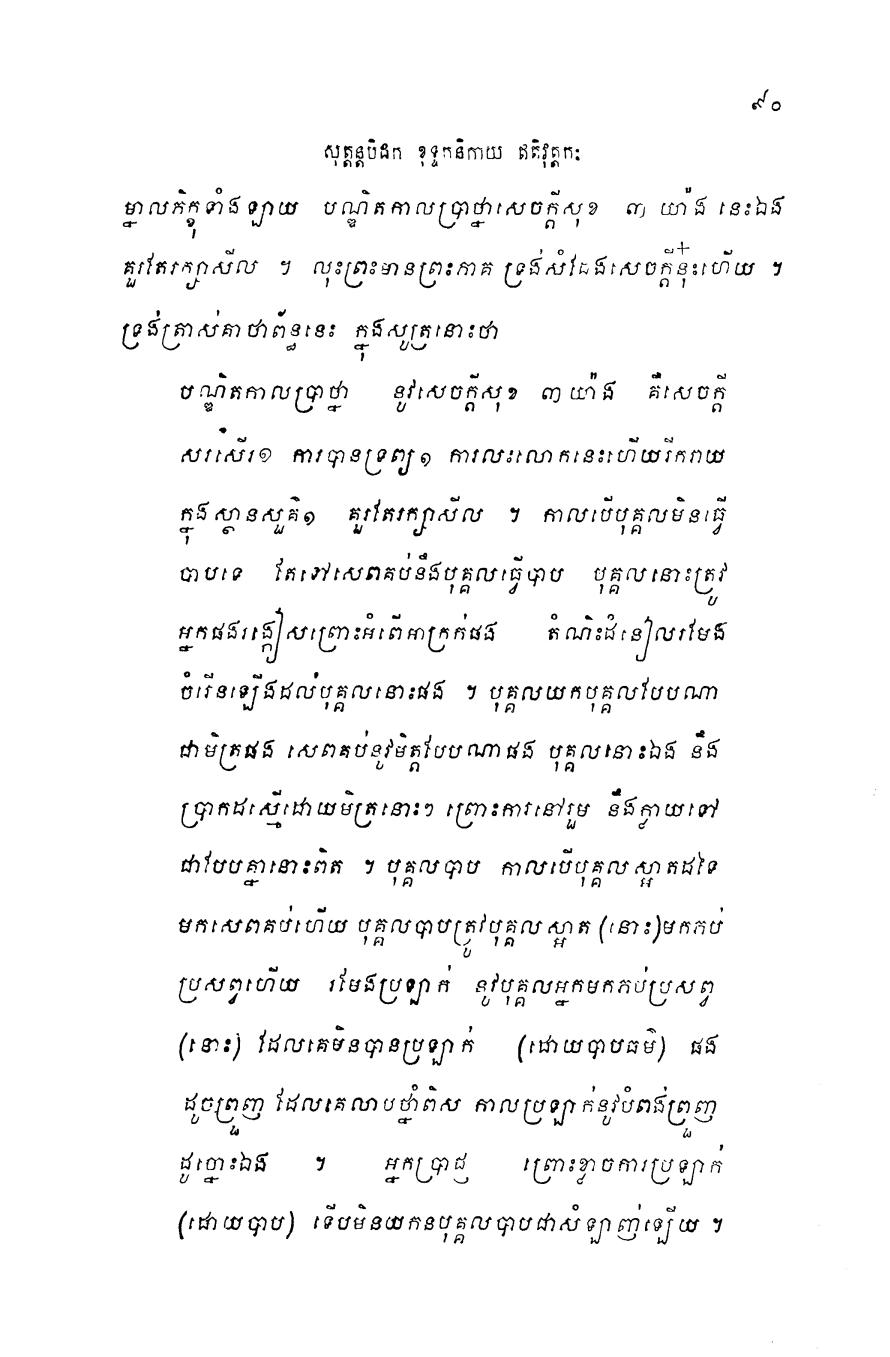 ៩០
សុត្តន្តបិដក ខុទ្ទកនិកាយ ឥតិវុត្តកៈ
ម្នាលភិក្ខុទាំងឡាយ បណ្ឌិតកាលប្រាថ្នាសេចក្តីសុខ ៣ យ៉ាង នេះឯង
គួរតែរក្សាសីល ។ លុះព្រះមានព្រះភាគ ទ្រង់សំដែងសេចក្តីនុ៎ះហើយ ។
ទ្រង់ត្រាស់គាថាព័ន្ធនេះ ក្នុងសូត្រនោះថា
បណ្ឌិតកាលប្រាថ្នា នូវសេចក្តីសុខ ៣ យ៉ាង គឺសេចក្តី
សរសើរ១ ការបានទ្រព្យ១ ការលះលោកនេះហើយរីករាយ
ក្នុងស្ថានសួគ៌១ គួរតែរក្សាសីល ។ កាលបើបុគ្គលមិនធ្វើ
បាបទេ តែទៅសេពគប់នឹងបុគ្គលធ្វើបាប បុគ្គលនោះត្រូវ
អ្នកផងរង្កៀសព្រោះអំពើអាក្រក់ផង តំណិះដំនៀលរមែង
ចំរើនឡើងដល់បុគ្គលនោះផង ។ បុគ្គលយកបុគ្គលបែបណា
ជាមិត្រផង សេពគប់នូវមិត្តបែបណាផង បុគ្គលនោះឯង នឹង
ប្រាកដស្មើដោយមិត្រនោះៗ ព្រោះការនៅរួម នឹងក្លាយទៅ
ជាបែបគ្នានោះពិត ។ បុគ្គលបាប កាលបើបុគ្គលស្អាតដទៃ
មកសេពគប់ហើយ បុគ្គលបាបត្រូវបុគ្គលស្អាត (នោះ)មកភប់
ប្រសព្វហើយ រមែងប្រឡាក់ នូវបុគ្គលអ្នកមកភប់ប្រសព្វ
(នោះ) ដែលគេមិនបានប្រឡាក់ (ដោយបាបធម៌) ផង
ដូចព្រួញ ដែលគេលាបថ្នាំពិស កាលប្រឡាក់នូវបំពង់ព្រួញ
ដូច្នោះឯង ។ អ្នកប្រាជ្ញ ព្រោះខ្លាចការប្រឡាក់
(ដោយបាប) ទើបមិនយកនបុគ្គលបាបជាសំឡាញ់ឡើយ ។